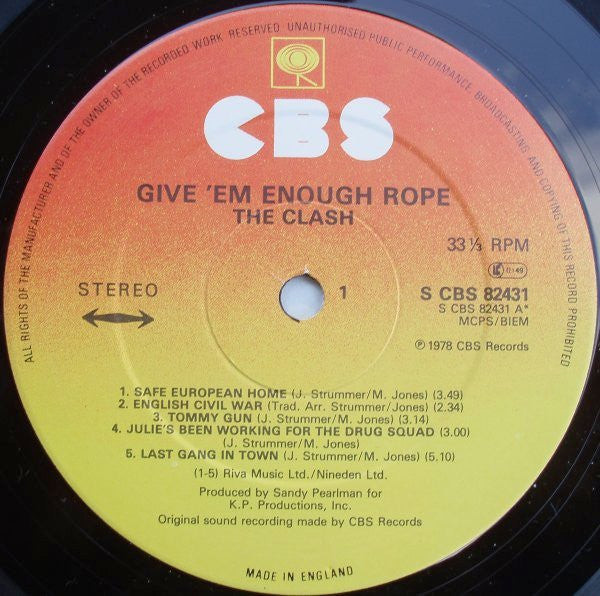 ALL RIGHTS OF THE MANUFACTURER AND OF THE OWNER OF THE RECORDED WORK RESERVED. UNAUTHORISED PUBLIC PERFORMANCE, BROADCASTING AND COPYING OF THIS RECORD PROHIBITED
CBS
GIVE 'EM ENOUGH ROPE
THE CLASH
33⅓ RPM
STEREO
1
S CBS 82431
S CBS 82431 A*
MCPS/BIEM
℗ 1978 CBS Records
1. SAFE EUROPEAN HOME (J. Strummer/M. Jones) (3.49)
2. ENGLISH CIVIL WAR (Trad. Arr. Strummer/Jones) (2.34)
3. TOMMY GUN (J. Strummer/M. Jones) (3.14)
4. JULIE'S BEEN WORKING FOR THE DRUG SQUAD (3.00)
(J. Strummer/M. Jones)
5. LAST GANG IN TOWN (J. Strummer/M. Jones) (5.10)
(1-5) Riva Music Ltd./Nineden Ltd.
Produced by Sandy Pearlman for
K.P. Productions, Inc.
Original sound recording made by CBS Records
MADE IN ENGLAND